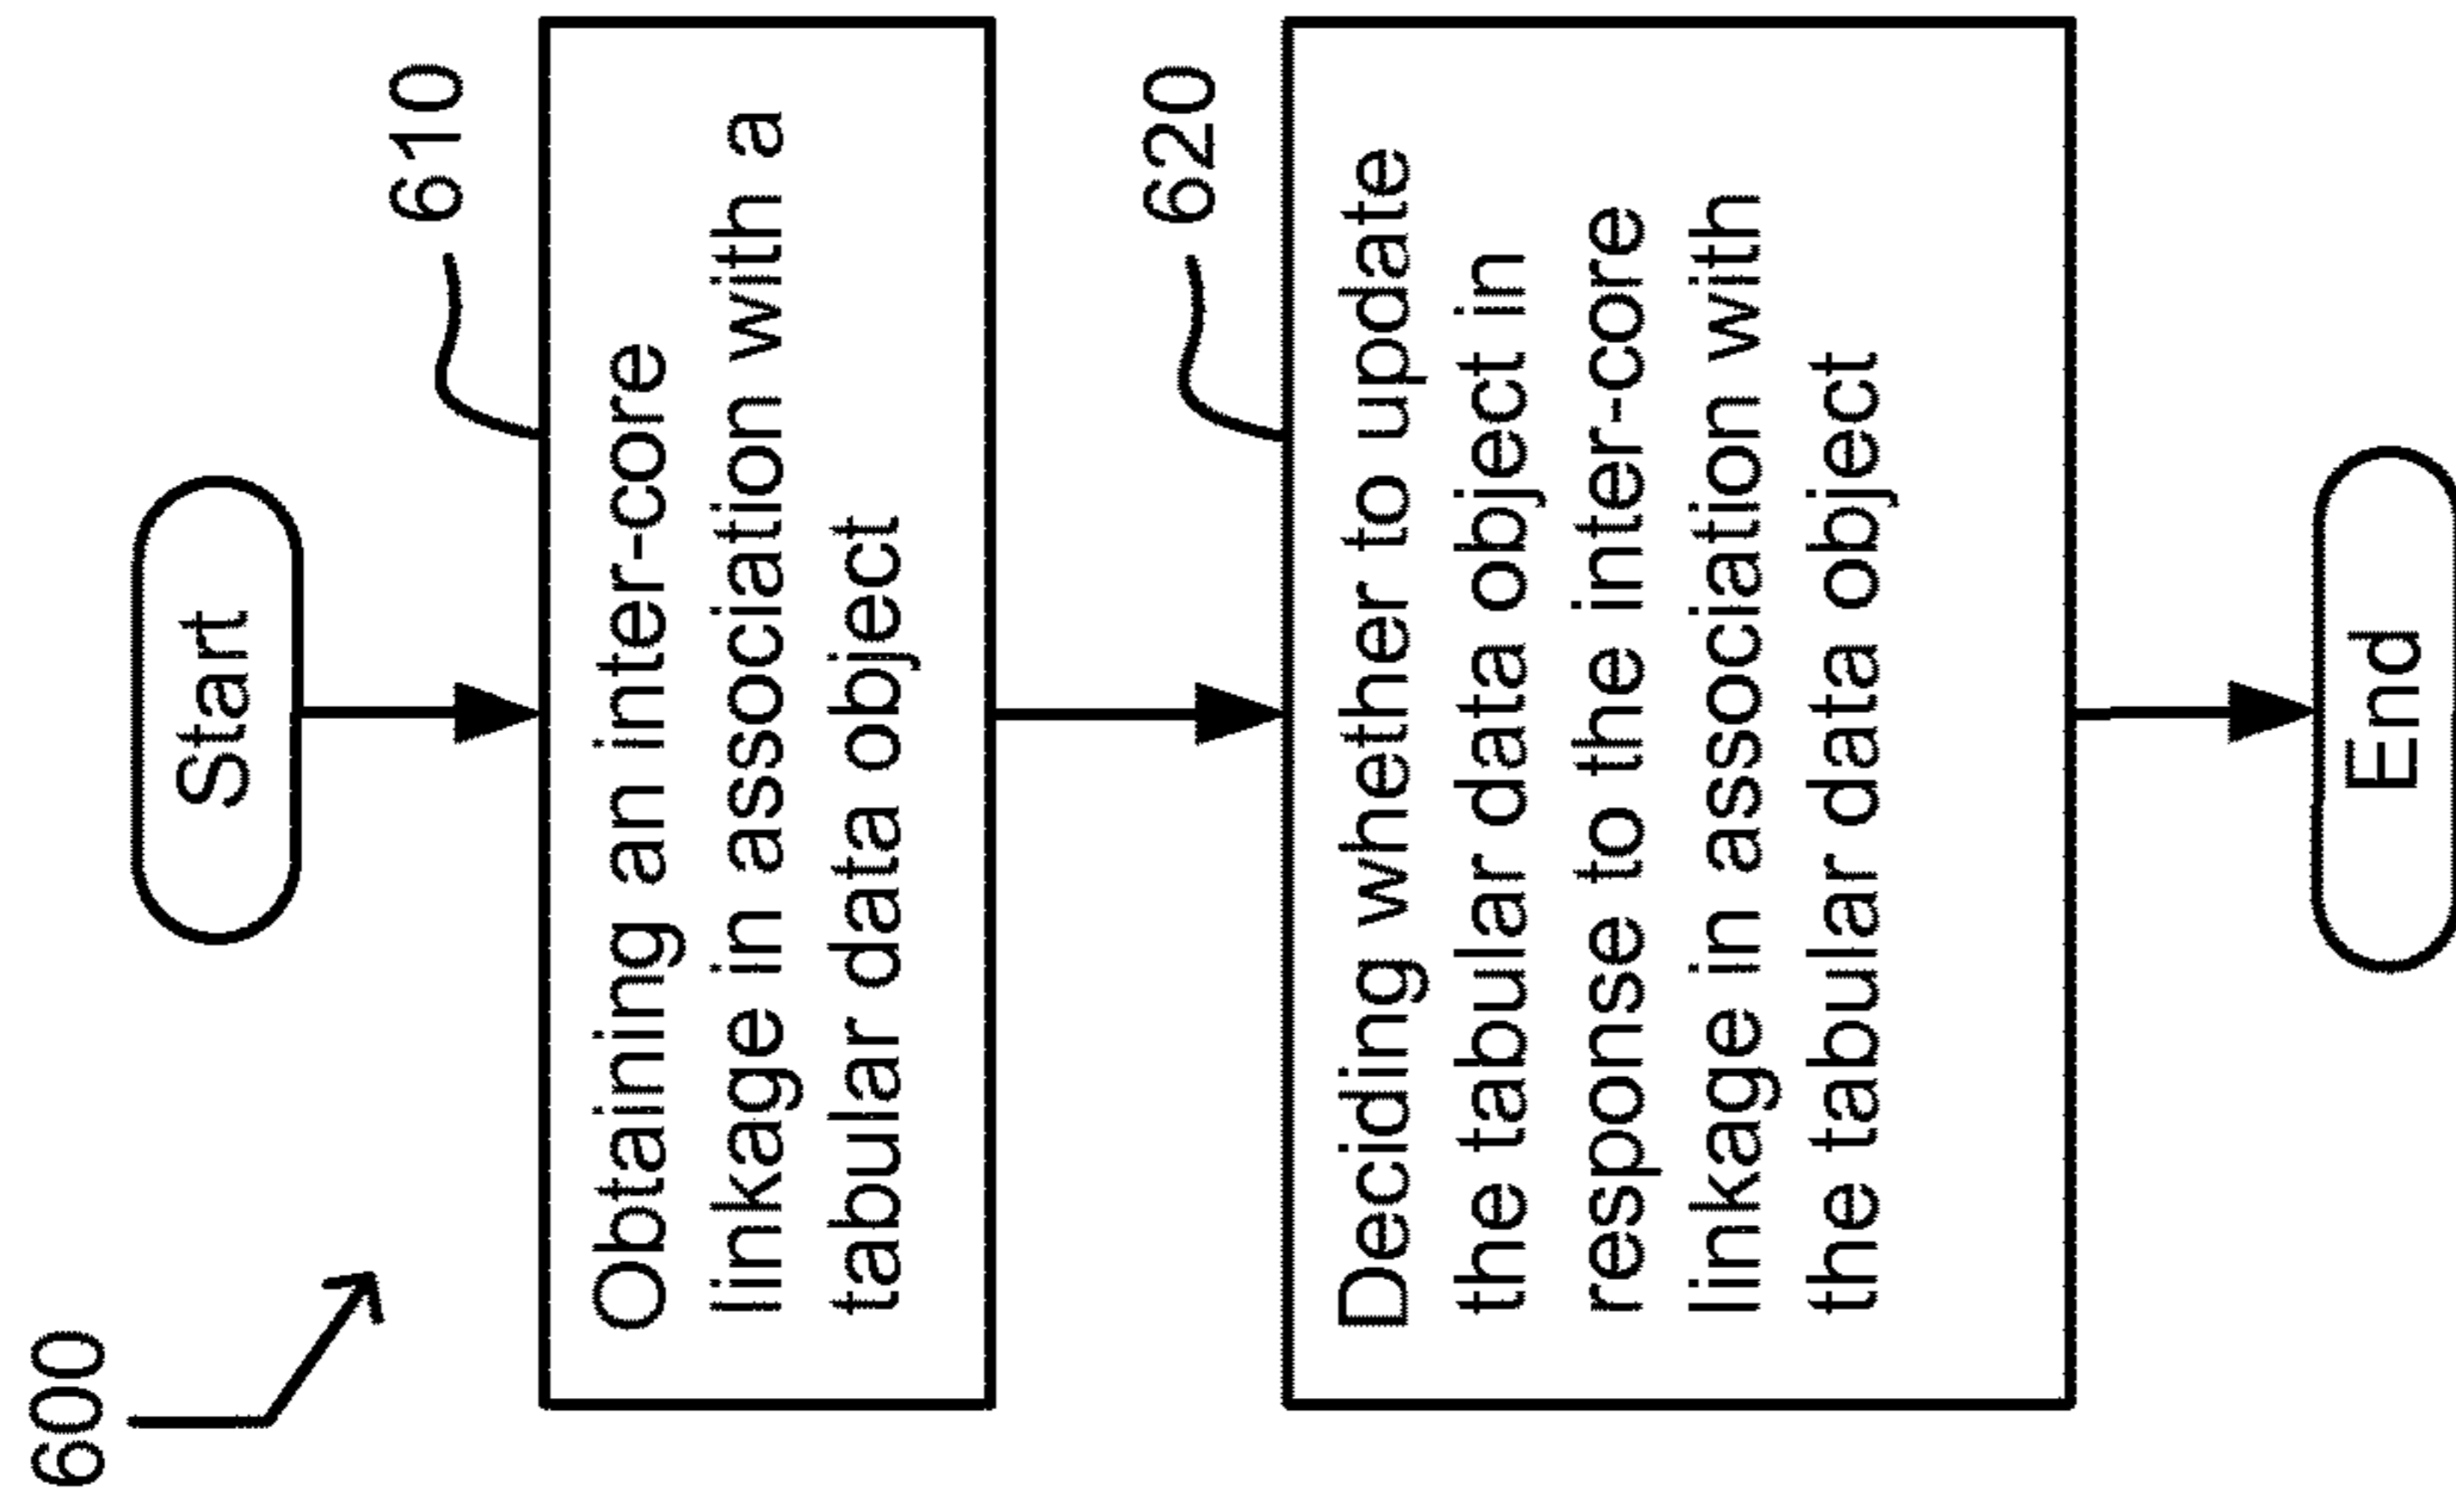 600
Start
610
Obtaining an inter-core
linkage in association with a
tabular data object
620
Deciding whether to update
the tabular data object in
response to the inter-core
linkage in association with
the tabular data object
End